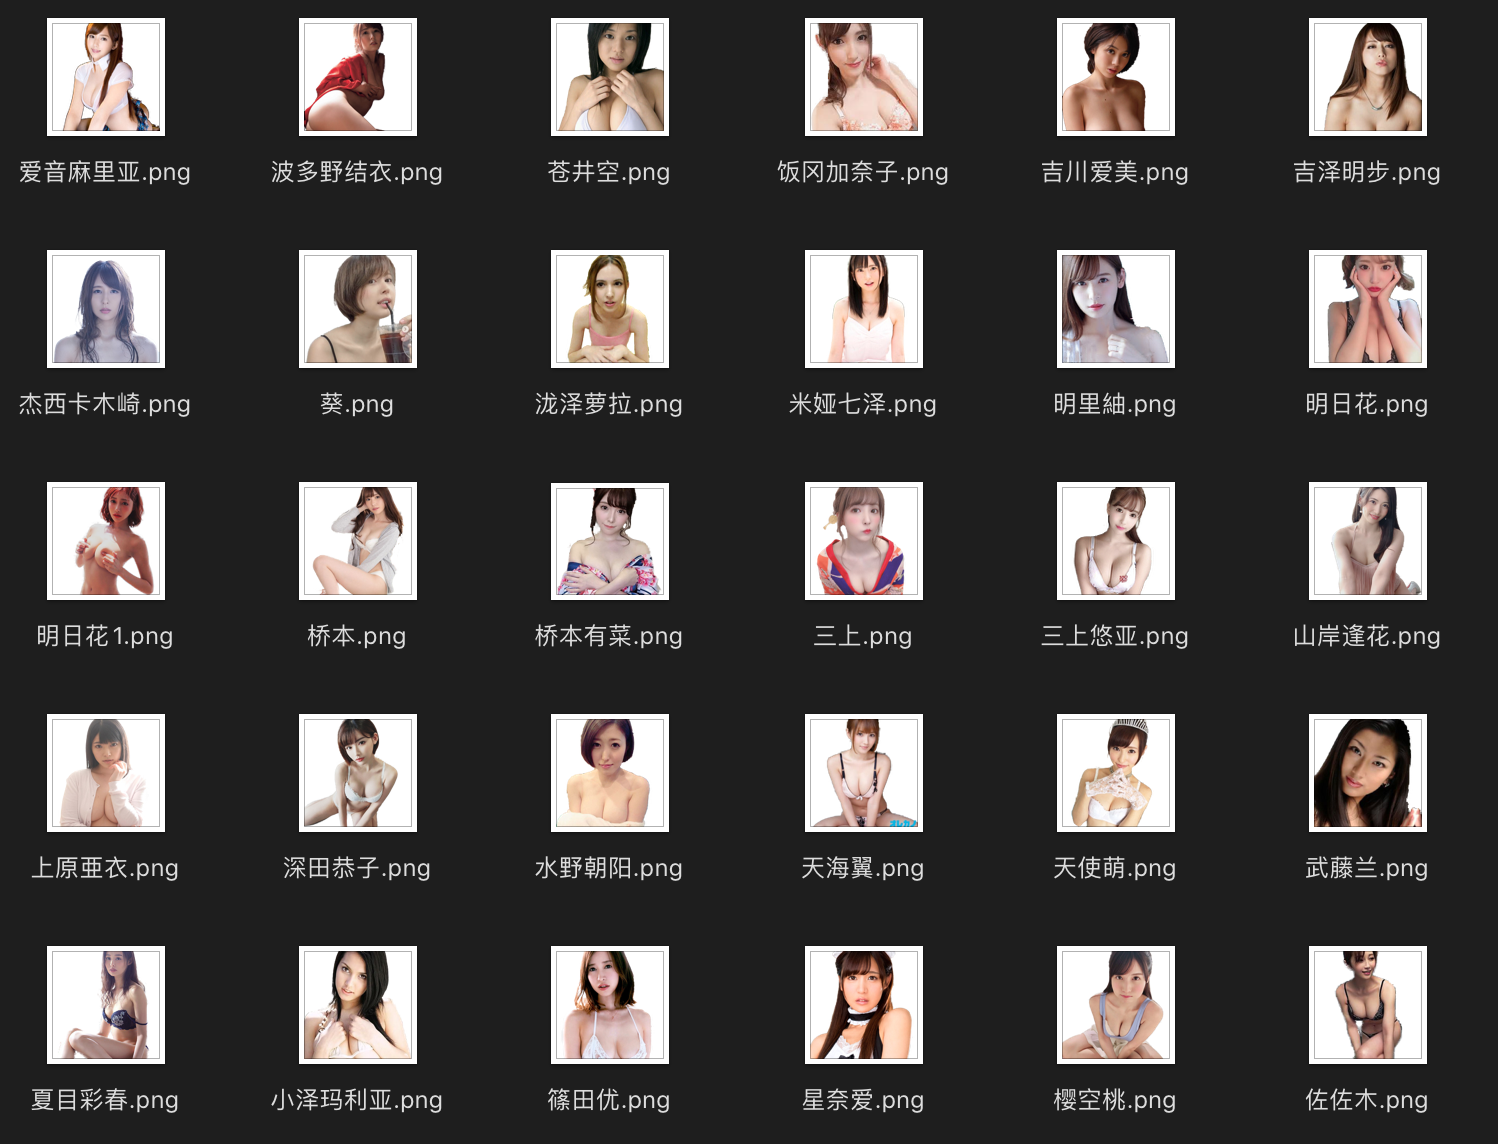 爱音麻里亚.png
波多野结衣.png
苍井空.png
饭冈加奈子.png
吉川爱美.png
吉泽明步.png
杰西卡木崎.png
葵.png
泷泽萝拉.png
米娅七泽.png
明里紬.png
明日花.png
明日花1.png
桥本.png
桥本有菜.png
三上.png
三上悠亚.png
山岸逢花.png
上原亜衣.png
深田恭子.png
水野朝阳.png
天海翼.png
天使萌.png
武藤兰.png
夏目彩春.png
小泽玛利亚.png
篠田优.png
星奈爱.png
樱空桃.png
佐佐木.png